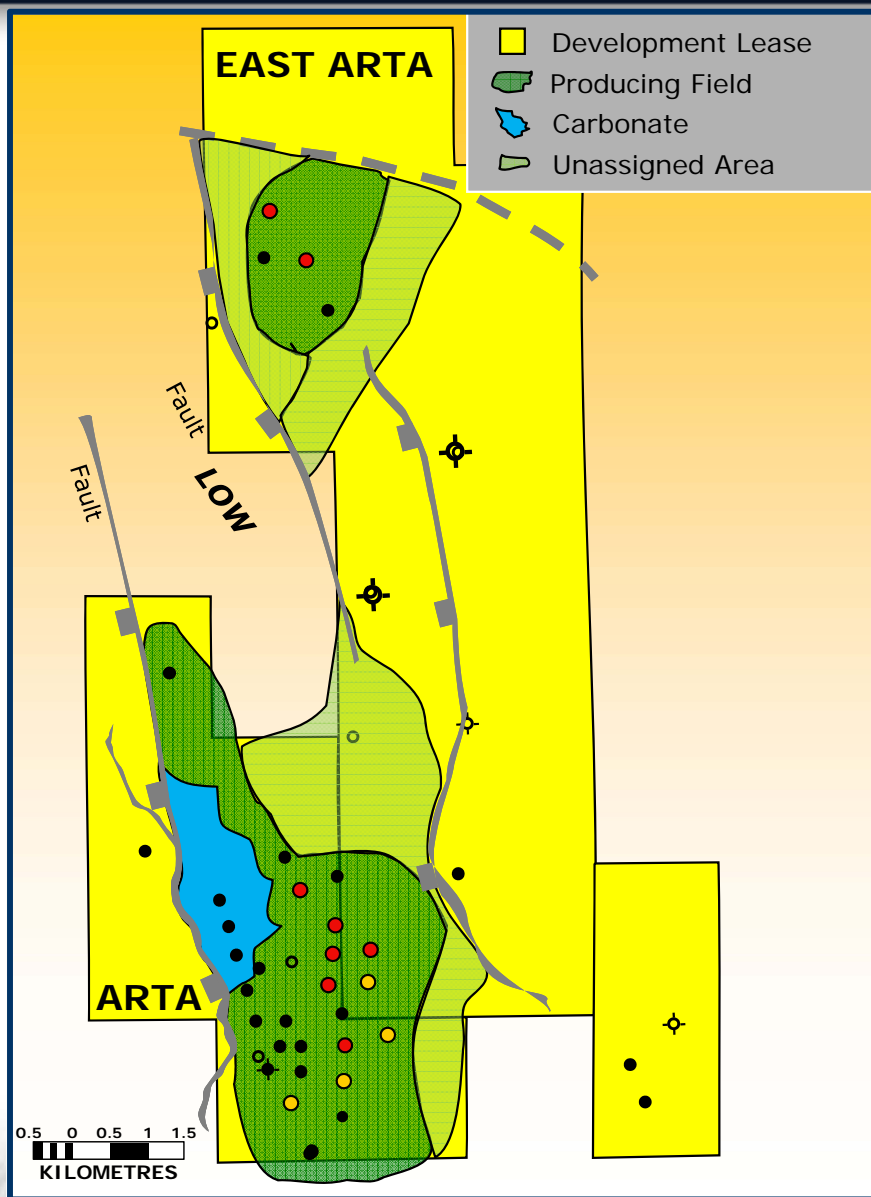 EAST ARTA
Development Lease
Producing Field
Carbonate
Unassigned Area
Fault
Fault
LOW
ARTA
0.5 0 0.5 1 1.5
KILOMETRES